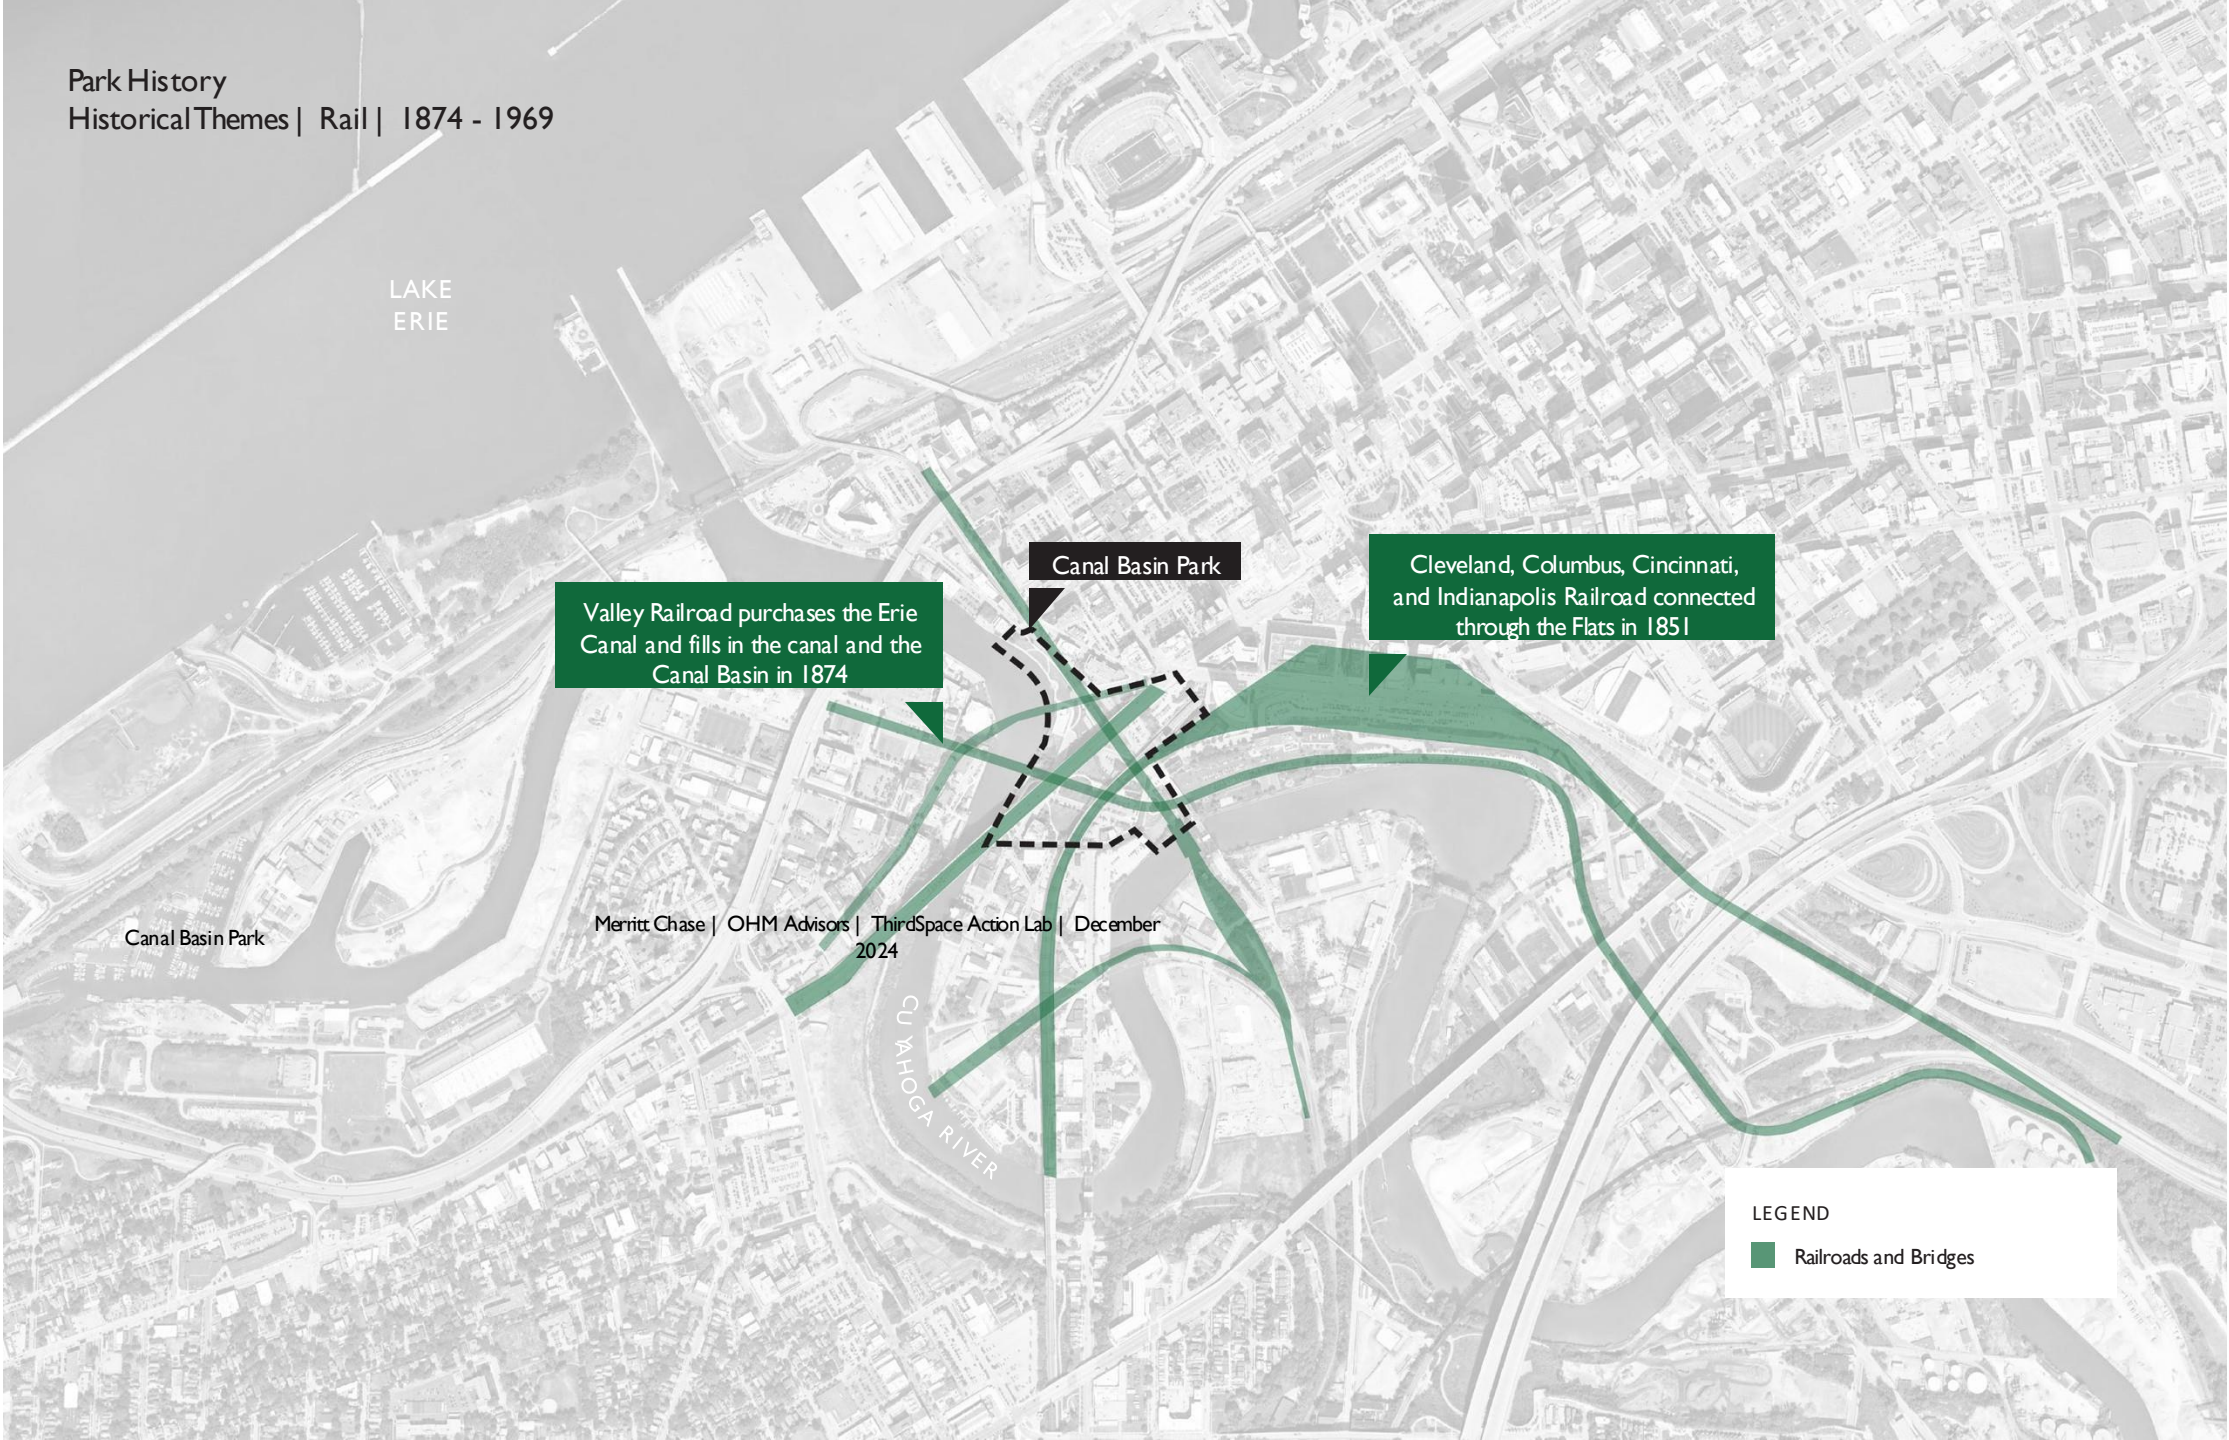 Park History
Historical Themes | Rail | 1874 - 1969
LAKE
ERIE
Canal Basin Park
Cleveland, Columbus, Cincinnati,
and Indianapolis Railroad connected
through the Flats in 1851
Valley Railroad purchases the Erie
Canal and fills in the canal and the
Canal Basin in 1874
Canal Basin Park
Merritt Chase | OHM Advisors | ThirdSpace Action Lab | December
2024
CUYAHOGA RIVER
LEGEND
Railroads and Bridges